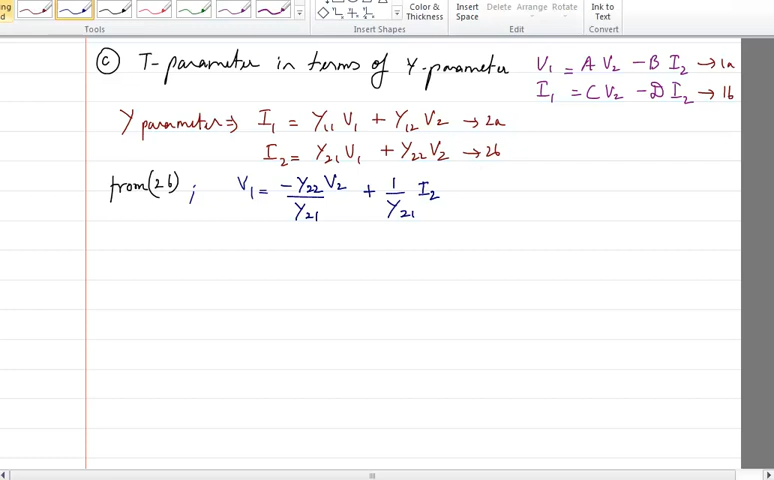 Color & Thickness
Insert Space
Delete Arrange Rotate
Ink to Text
Tools
Insert Shapes
Edit
Convert
ⓒ T-parameter in terms of Y-parameter
V₁ = A V₂ - B I₂ → 1a
I₁ = C V₂ - D I₂ → 1b
Y parameter ⇒ I₁ = Y₁₁ V₁ + Y₁₂ V₂ → 2a
I₂ = Y₂₁ V₁ + Y₂₂ V₂ → 2b
from (2b) ; V₁ = -Y₂₂/Y₂₁ V₂ + 1/Y₂₁ I₂